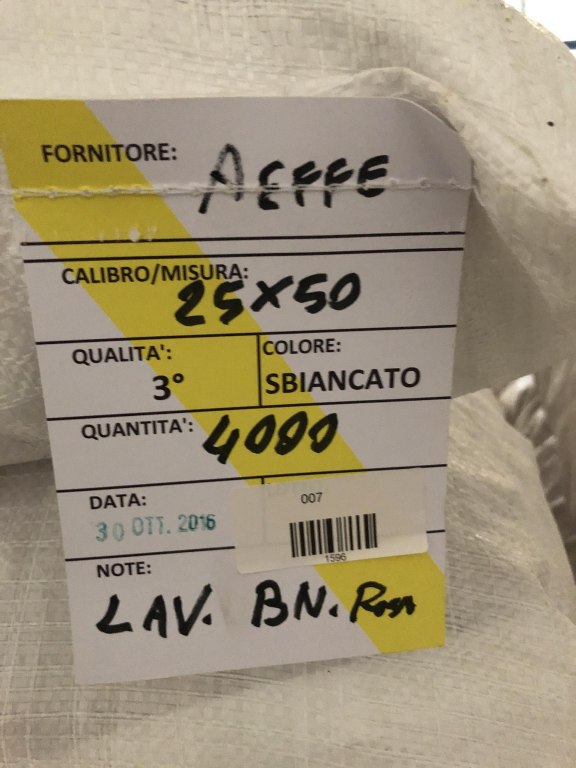 FORNITORE: AEFFE
CALIBRO/MISURA: 25X50
QUALITA': 3°
COLORE: SBIANCATO
QUANTITA': 4000
DATA: 30 OTT. 2016
007
1596
NOTE:
LAV. BN. Rosa